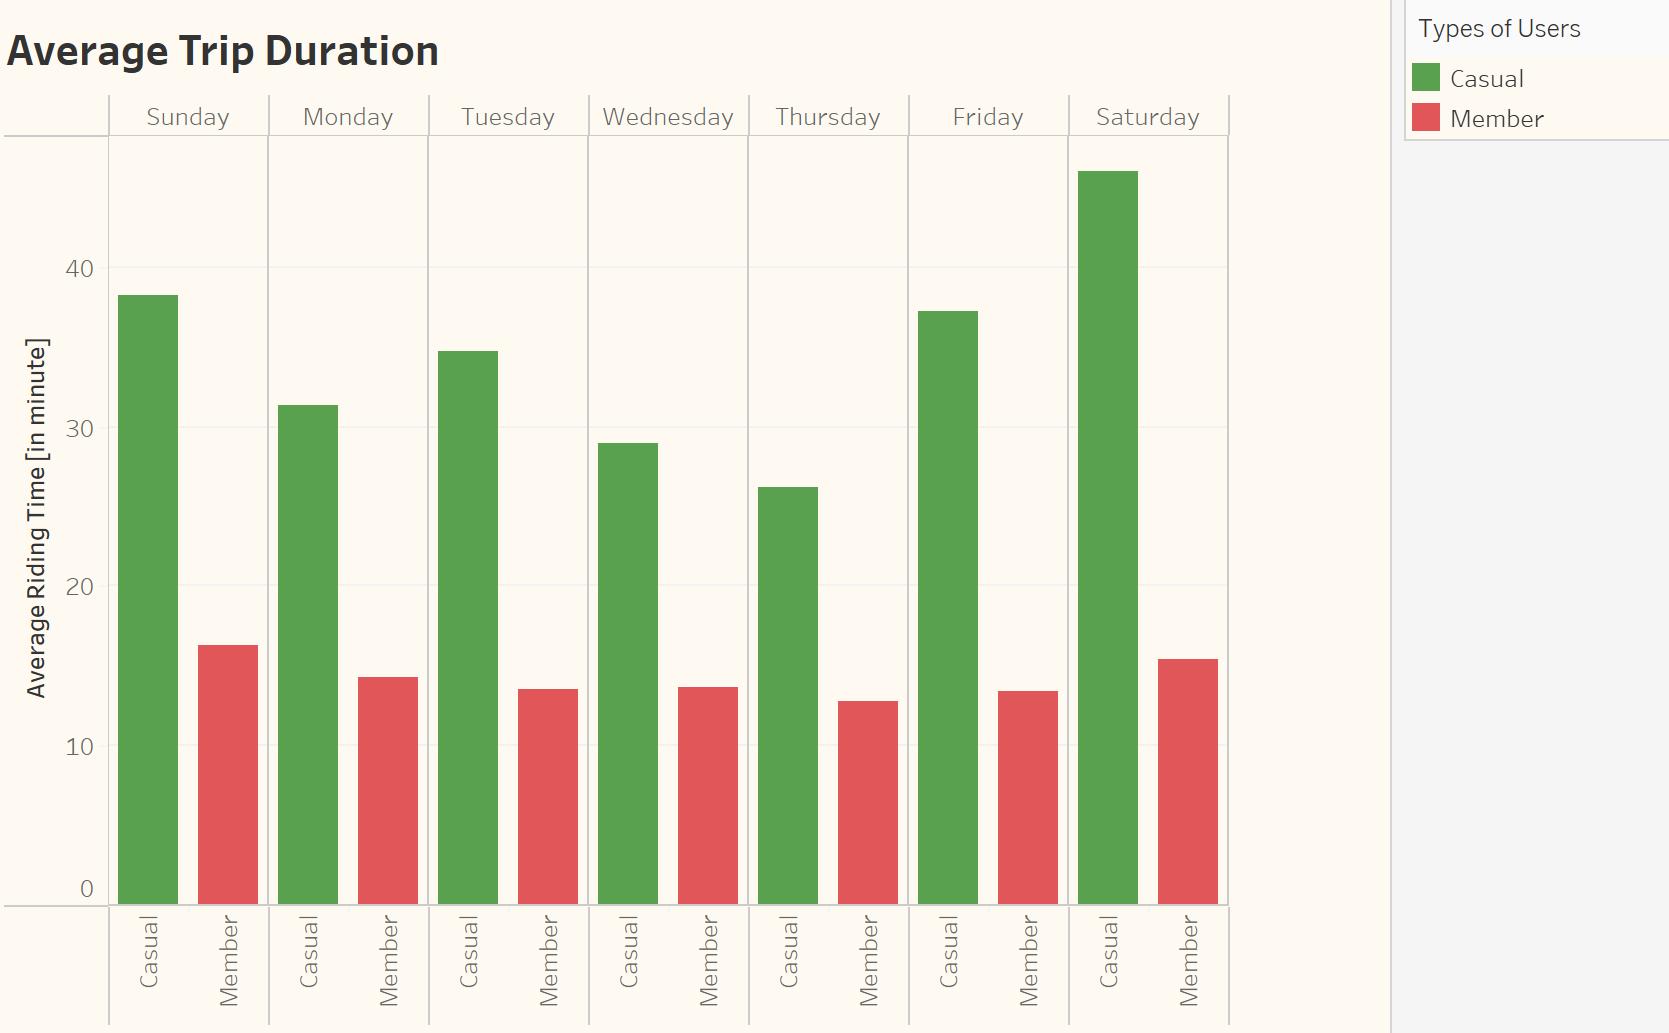 Average Trip Duration
Types of Users
Casual
Member
Sunday Monday Tuesday Wednesday Thursday Friday Saturday
Average Riding Time [in minute]
40
30
20
10
0
Casual Member Casual Member Casual Member Casual Member Casual Member Casual Member Casual Member